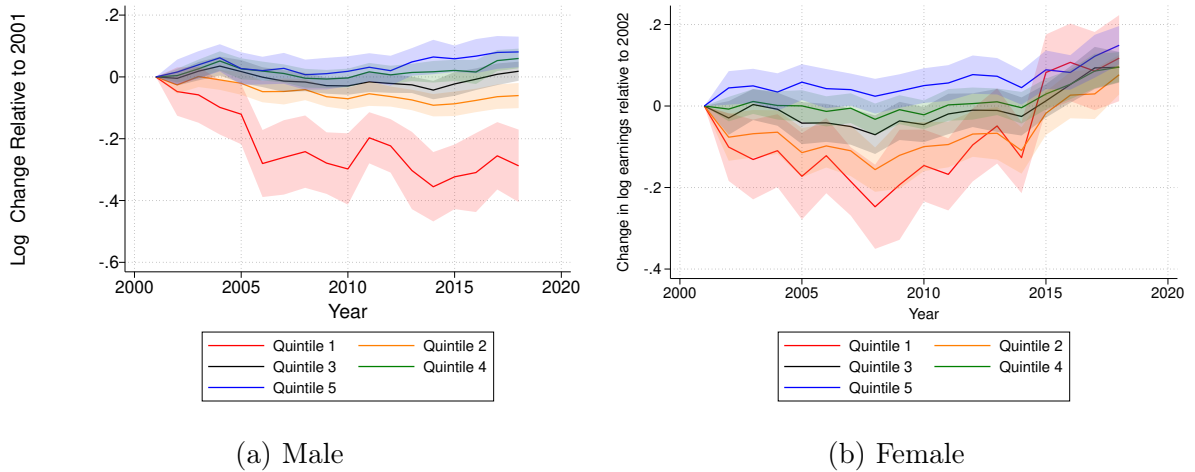 .2
0
-.2
-.4
-.6
Log Change Relative to 2001
2000 2005 2010 2015 2020
Year
Quintile 1 Quintile 2
Quintile 3 Quintile 4
Quintile 5
(a) Male
.2
0
-.2
-.4
Change in log earnings relative to 2002
2000 2005 2010 2015 2020
Year
Quintile 1 Quintile 2
Quintile 3 Quintile 4
Quintile 5
(b) Female